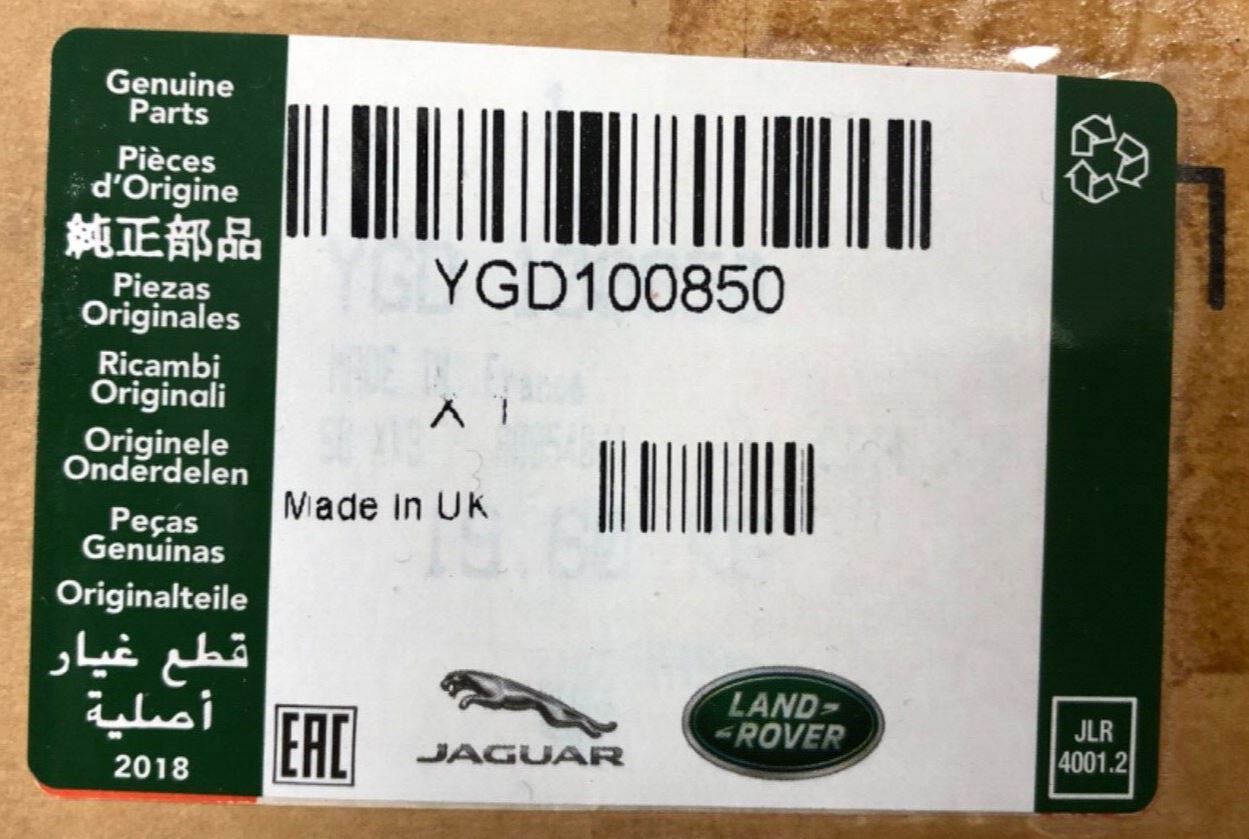 Genuine
Parts
Pièces
d'Origine
純正部品
Piezas
Originales
Ricambi
Originali
Originele
Onderdelen
Peças
Genuinas
Originalteile
قطع غيار
أصلية
2018
YGD100850
X 1
Made In UK
EAC
JAGUAR
LAND-
-ROVER
JLR
4001.2